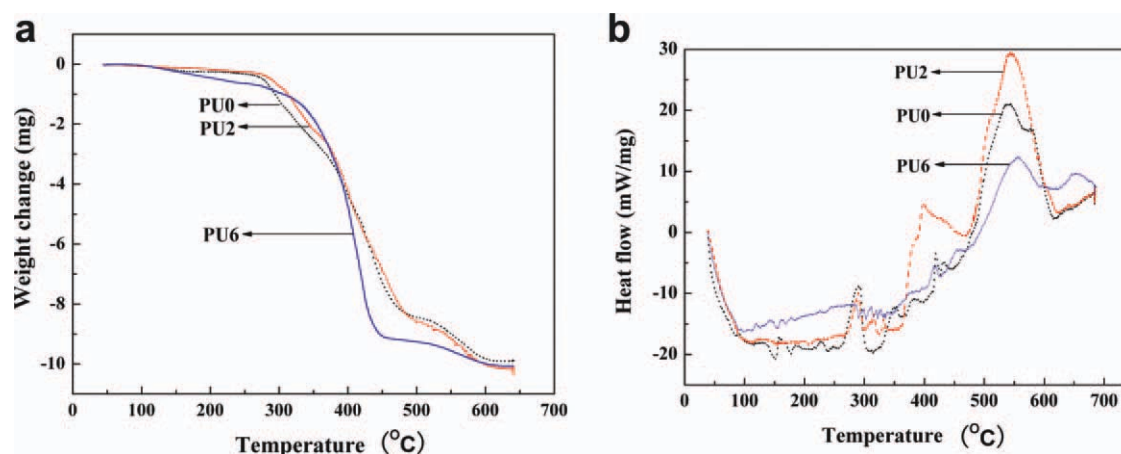 a
0
-2
-4
-6
-8
-10
0 100 200 300 400 500 600 700
Weight change (mg)
Temperature (°C)
PU0
PU2
PU6
b
30
20
10
0
-10
-20
0 100 200 300 400 500 600 700
Heat flow (mW/mg)
Temperature (°C)
PU2
PU0
PU6